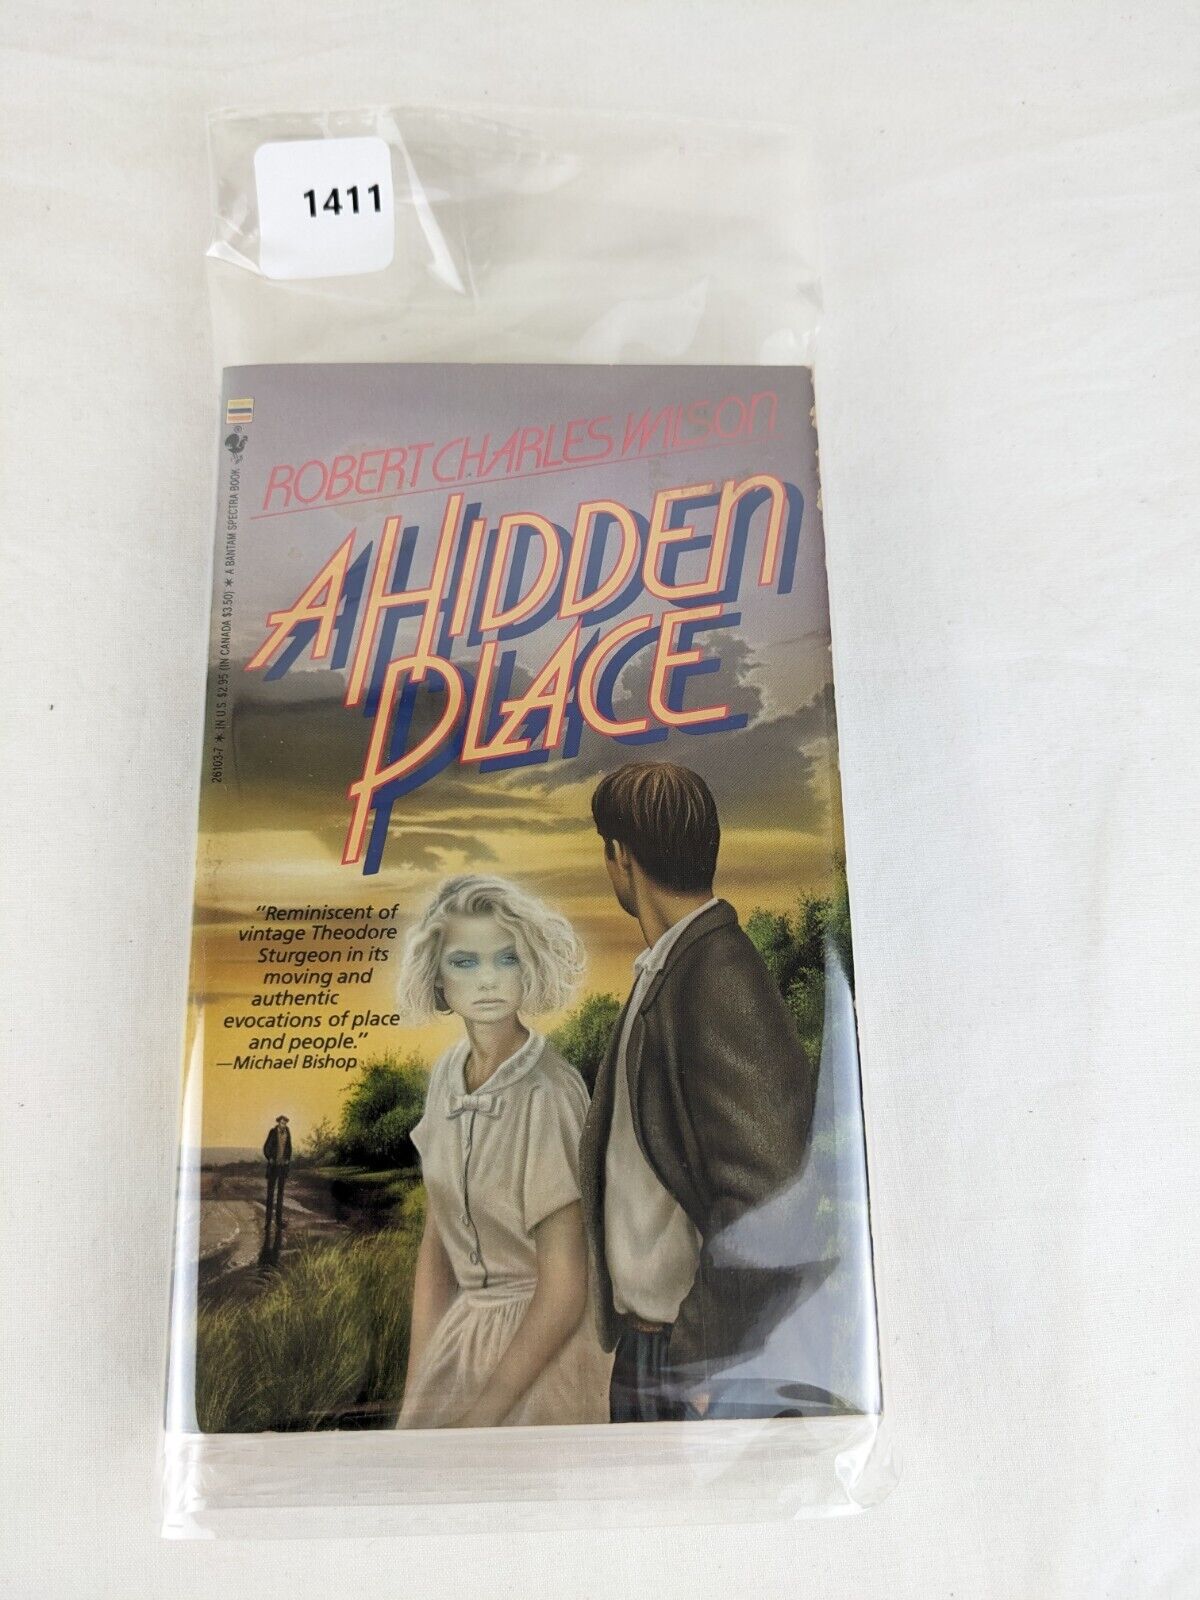 1411
ROBERT CHARLES WILSON
A HIDDEN
PLACE
"Reminiscent of
vintage Theodore
Sturgeon in its
moving and
authentic
evocations of place
and people."
—Michael Bishop
26103-7 * IN U.S. $2.95 (IN CANADA $3.50) * A BANTAM SPECTRA BOOK